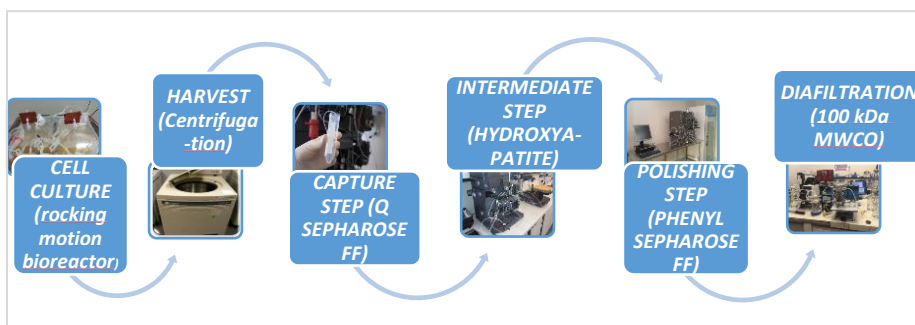 CELL
CULTURE
(rocking
motion
bioreactor)
HARVEST
(Centrifuga
-tion)
CAPTURE
STEP (Q
SEPHAROSE
FF)
INTERMEDIATE
STEP
(HYDROXYA-
PATITE)
POLISHING
STEP
(PHENYL
SEPHAROSE
FF)
DIAFILTRATION
(100 kDa
MWCO)